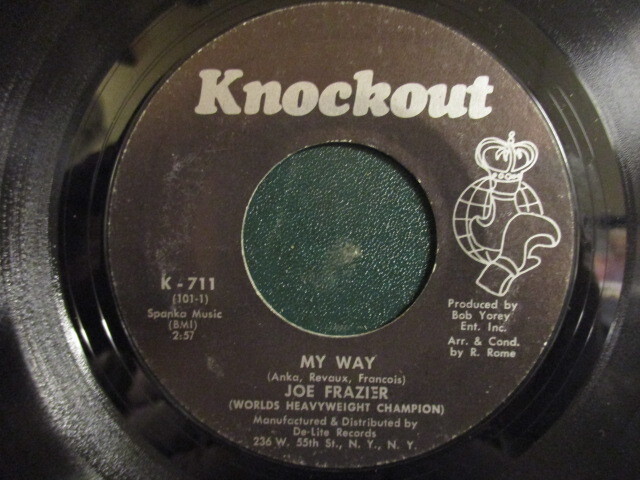 Knockout
K-711
(101-1)
Spanka Music
(BMI)
2:57
Produced by
Bob Yorey
Ent. Inc.
Arr. & Cond.
by R. Rome
MY WAY
(Anka, Revaux, Francois)
JOE FRAZIER
(WORLDS HEAVYWEIGHT CHAMPION)
Manufactured & Distributed by
De-Lite Records
236 W. 55th St., N. Y., N. Y.